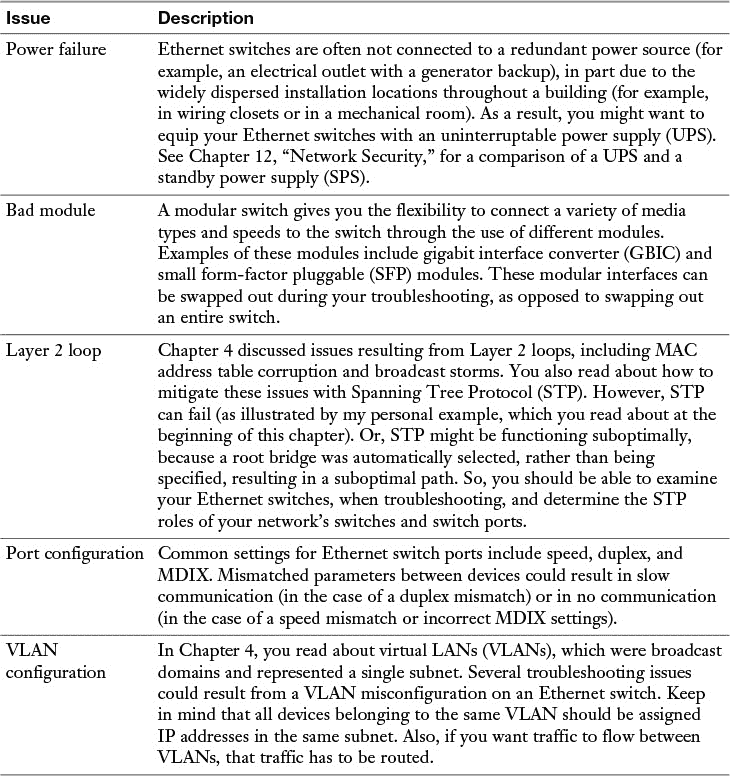 Issue Description
Power failure Ethernet switches are often not connected to a redundant power source (for
example, an electrical outlet with a generator backup), in part due to the
widely dispersed installation locations throughout a building (for example,
in wiring closets or in a mechanical room). As a result, you might want to
equip your Ethernet switches with an uninterruptable power supply (UPS).
See Chapter 12, “Network Security,” for a comparison of a UPS and a
standby power supply (SPS).
Bad module A modular switch gives you the flexibility to connect a variety of media
types and speeds to the switch through the use of different modules.
Examples of these modules include gigabit interface converter (GBIC) and
small form-factor pluggable (SFP) modules. These modular interfaces can
be swapped out during your troubleshooting, as opposed to swapping out
an entire switch.
Layer 2 loop Chapter 4 discussed issues resulting from Layer 2 loops, including MAC
address table corruption and broadcast storms. You also read about how to
mitigate these issues with Spanning Tree Protocol (STP). However, STP
can fail (as illustrated by my personal example, which you read about at the
beginning of this chapter). Or, STP might be functioning suboptimally,
because a root bridge was automatically selected, rather than being
specified, resulting in a suboptimal path. So, you should be able to examine
your Ethernet switches, when troubleshooting, and determine the STP
roles of your network’s switches and switch ports.
Port configuration Common settings for Ethernet switch ports include speed, duplex, and
MDIX. Mismatched parameters between devices could result in slow
communication (in the case of a duplex mismatch) or in no communication
(in the case of a speed mismatch or incorrect MDIX settings).
VLAN In Chapter 4, you read about virtual LANs (VLANs), which were broadcast
configuration domains and represented a single subnet. Several troubleshooting issues
could result from a VLAN misconfiguration on an Ethernet switch. Keep
in mind that all devices belonging to the same VLAN should be assigned
IP addresses in the same subnet. Also, if you want traffic to flow between
VLANs, that traffic has to be routed.